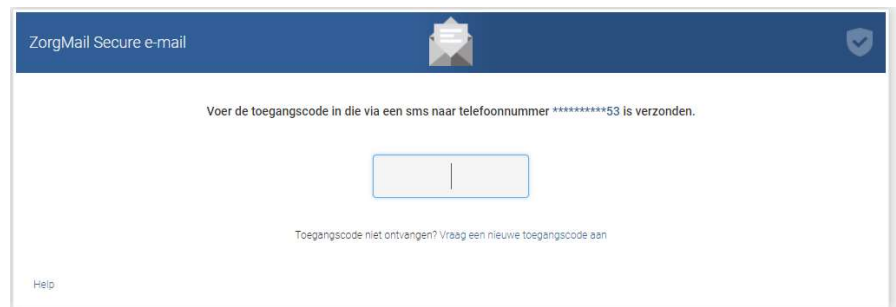 ZorgMail Secure e-mail
Voer de toegangscode in die via een sms naar telefoonnummer **********53 is verzonden.
Toegangscode niet ontvangen? Vraag een nieuwe toegangscode aan
Help